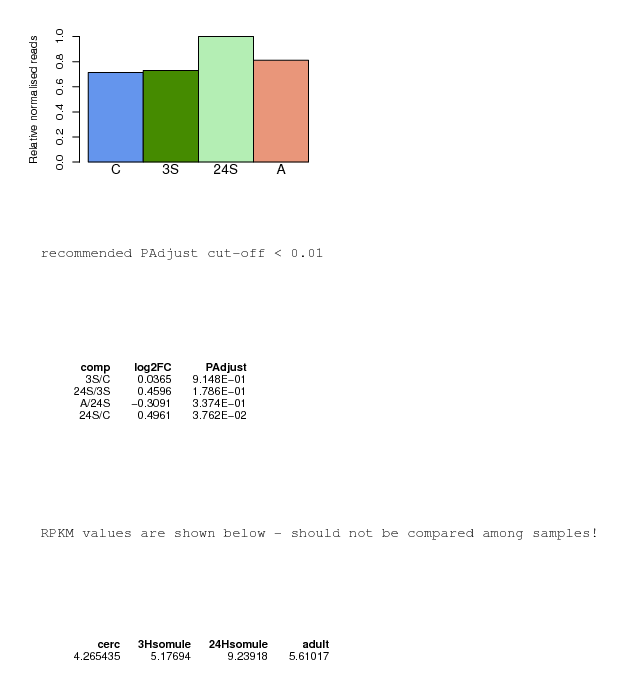 Relative normalised reads
1.0
0.8
0.6
0.4
0.2
0.0
C 3S 24S A
recommended PAdjust cut-off < 0.01
comp log2FC PAdjust
3S/C 0.0365 9.148E−01
24S/3S 0.4596 1.786E−01
A/24S −0.3091 3.374E−01
24S/C 0.4961 3.762E−02
RPKM values are shown below - should not be compared among samples!
cerc 3Hsomule 24Hsomule adult
4.265435 5.17694 9.23918 5.61017